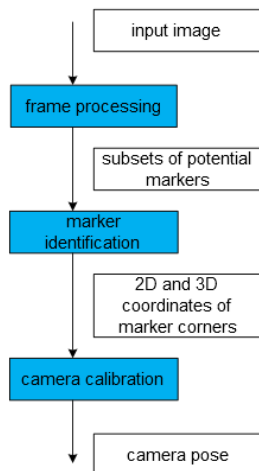 input image
frame processing
subsets of potential
markers
marker
identification
2D and 3D
coordinates of
marker corners
camera calibration
camera pose